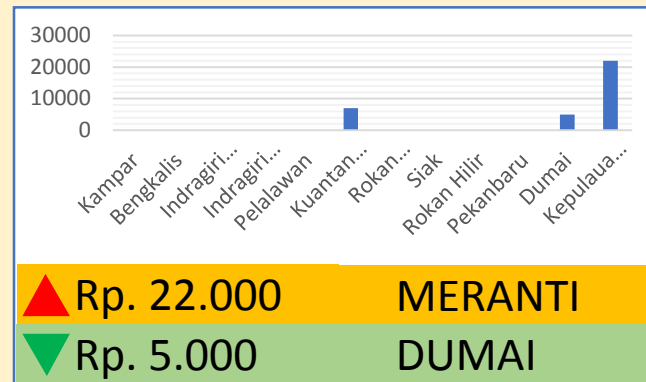 30000
20000
10000
0
Kampar
Bengkalis
Indragiri...
Indragiri...
Pelalawan
Kuantan...
Rokan...
Siak
Rokan Hilir
Pekanbaru
Dumai
Kepulaua...
Rp. 22.000 MERANTI
Rp. 5.000 DUMAI